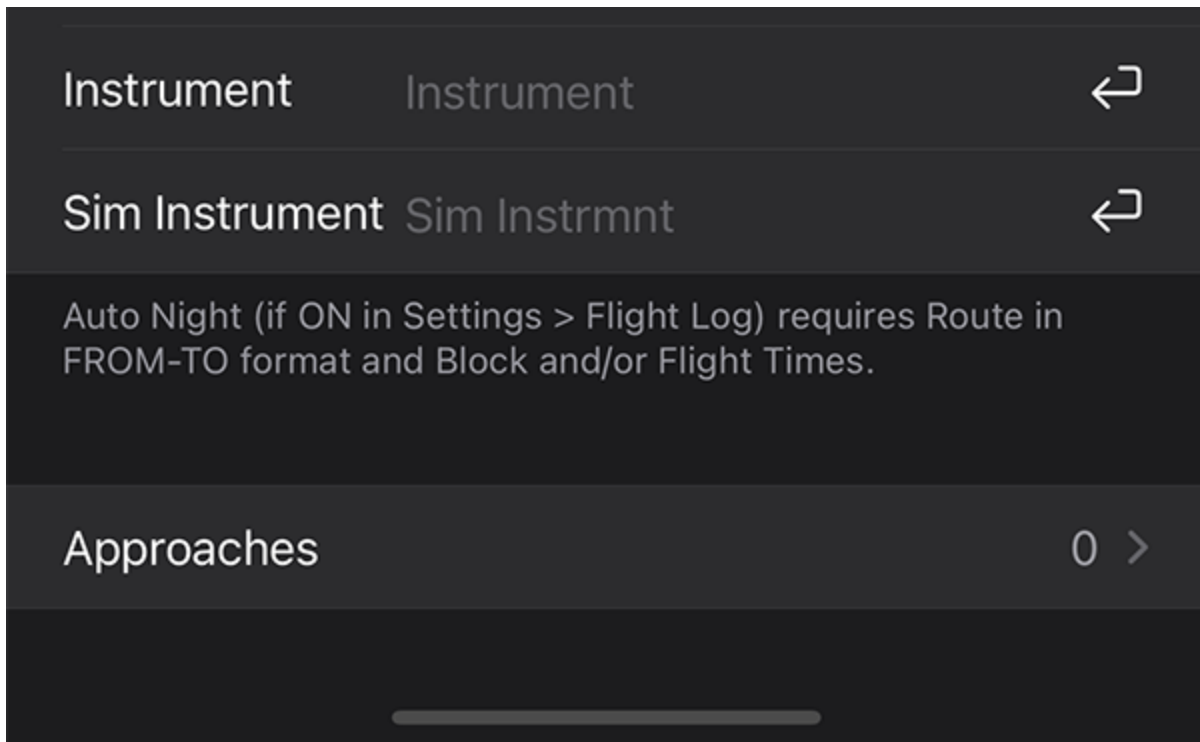 Instrument Instrument
Sim Instrument Sim Instrmnt
Auto Night (if ON in Settings > Flight Log) requires Route in
FROM-TO format and Block and/or Flight Times.
Approaches 0